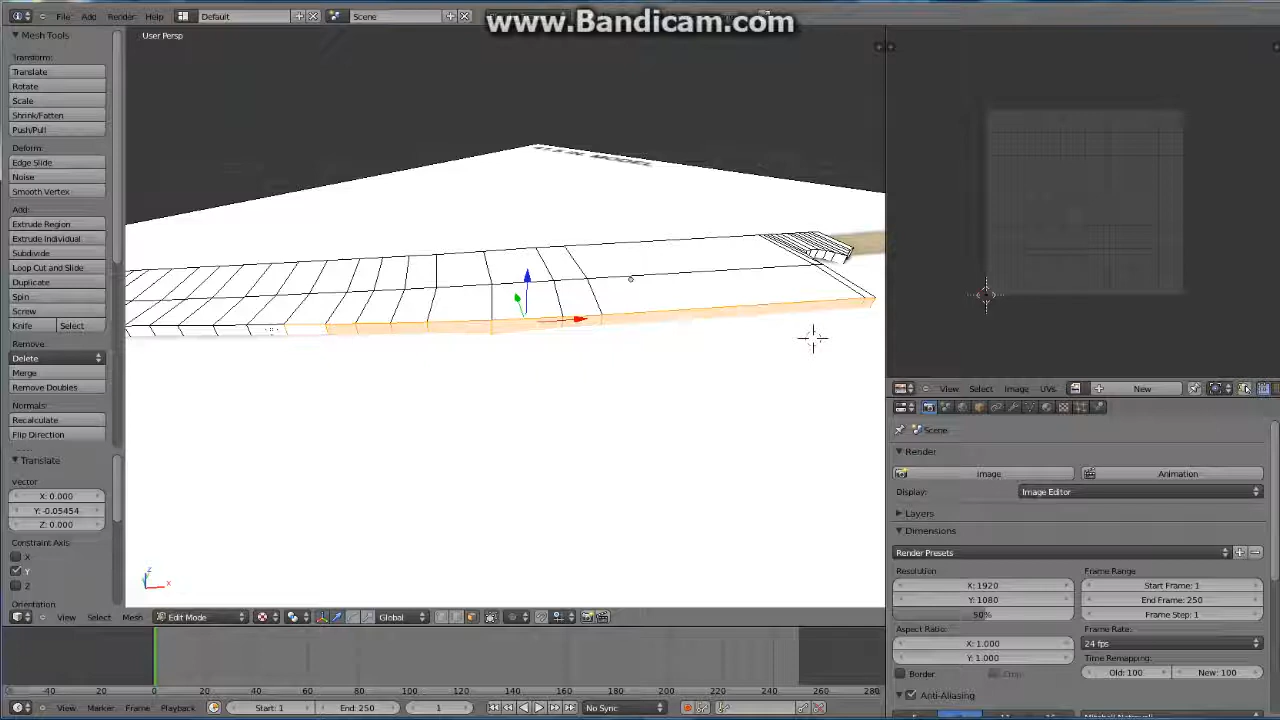 www.Bandicam.com
File Add Render Help Default Scene
Mesh Tools
User Persp
Transform:
Translate
Rotate
Scale
Shrink/Fatten
Push/Pull
Deform:
Edge Slide
Noise
Smooth Vertex
Add:
Extrude Region
Extrude Individual
Subdivide
Loop Cut and Slide
Duplicate
Spin
Screw
Knife Select
Remove:
Delete
Merge
Remove Doubles
Normals:
Recalculate
Flip Direction
Translate
Vector
X: 0.000
Y: -0.05454
Z: 0.000
Constraint Axis
X
Y
Z
Orientation
z
x
View Select Mesh Edit Mode Global
View Select Image UVs New
Scene
Render
Image Animation
Display: Image Editor
Layers
Dimensions
Render Presets
Resolution: Frame Range:
X: 1920 Start Frame: 1
Y: 1080 End Frame: 250
50% Frame Step: 1
Aspect Ratio: Frame Rate:
X: 1.000 24 fps
Y: 1.000 Time Remapping:
Border Crop Old: 100 New: 100
Anti-Aliasing
-40 -20 0 20 40 60 80 100 120 140 160 180 200 220 240 260 280
View Marker Frame Playback Start: 1 End: 250 1 No Sync